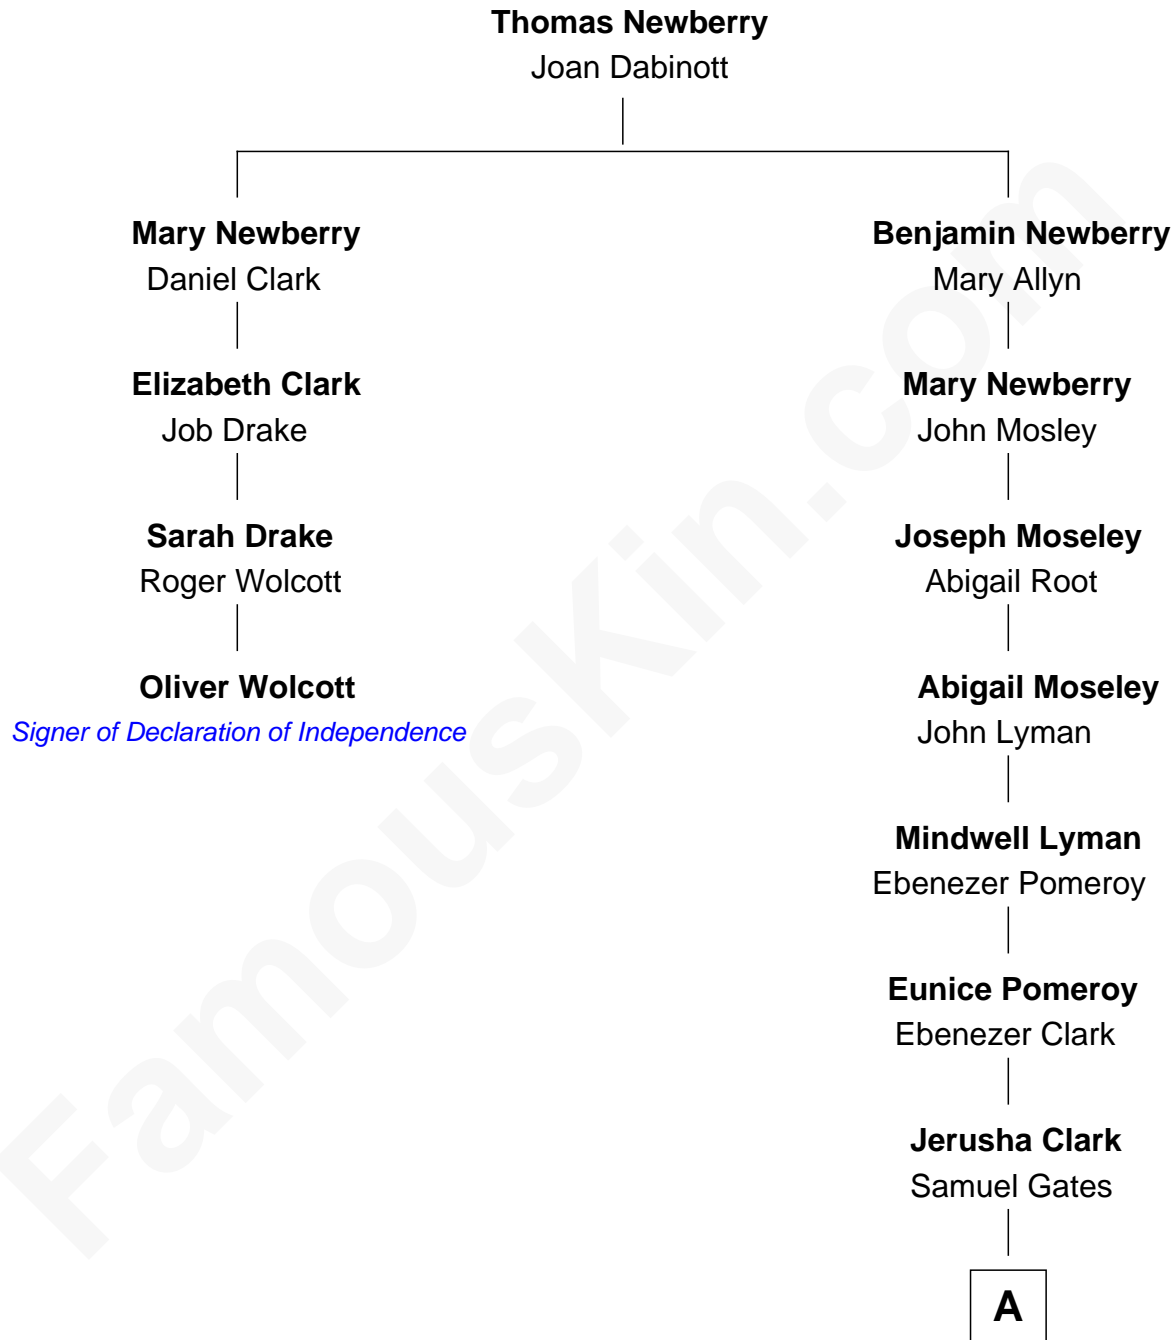 Thomas Newberry
Joan Dabinott
Mary Newberry
Daniel Clark
Elizabeth Clark
Job Drake
Sarah Drake
Roger Wolcott
Oliver Wolcott
Signer of Declaration of Independence
Benjamin Newberry
Mary Allyn
Mary Newberry
John Mosley
Joseph Moseley
Abigail Root
Abigail Moseley
John Lyman
Mindwell Lyman
Ebenezer Pomeroy
Eunice Pomeroy
Ebenezer Clark
Jerusha Clark
Samuel Gates
A
FamousKin.com